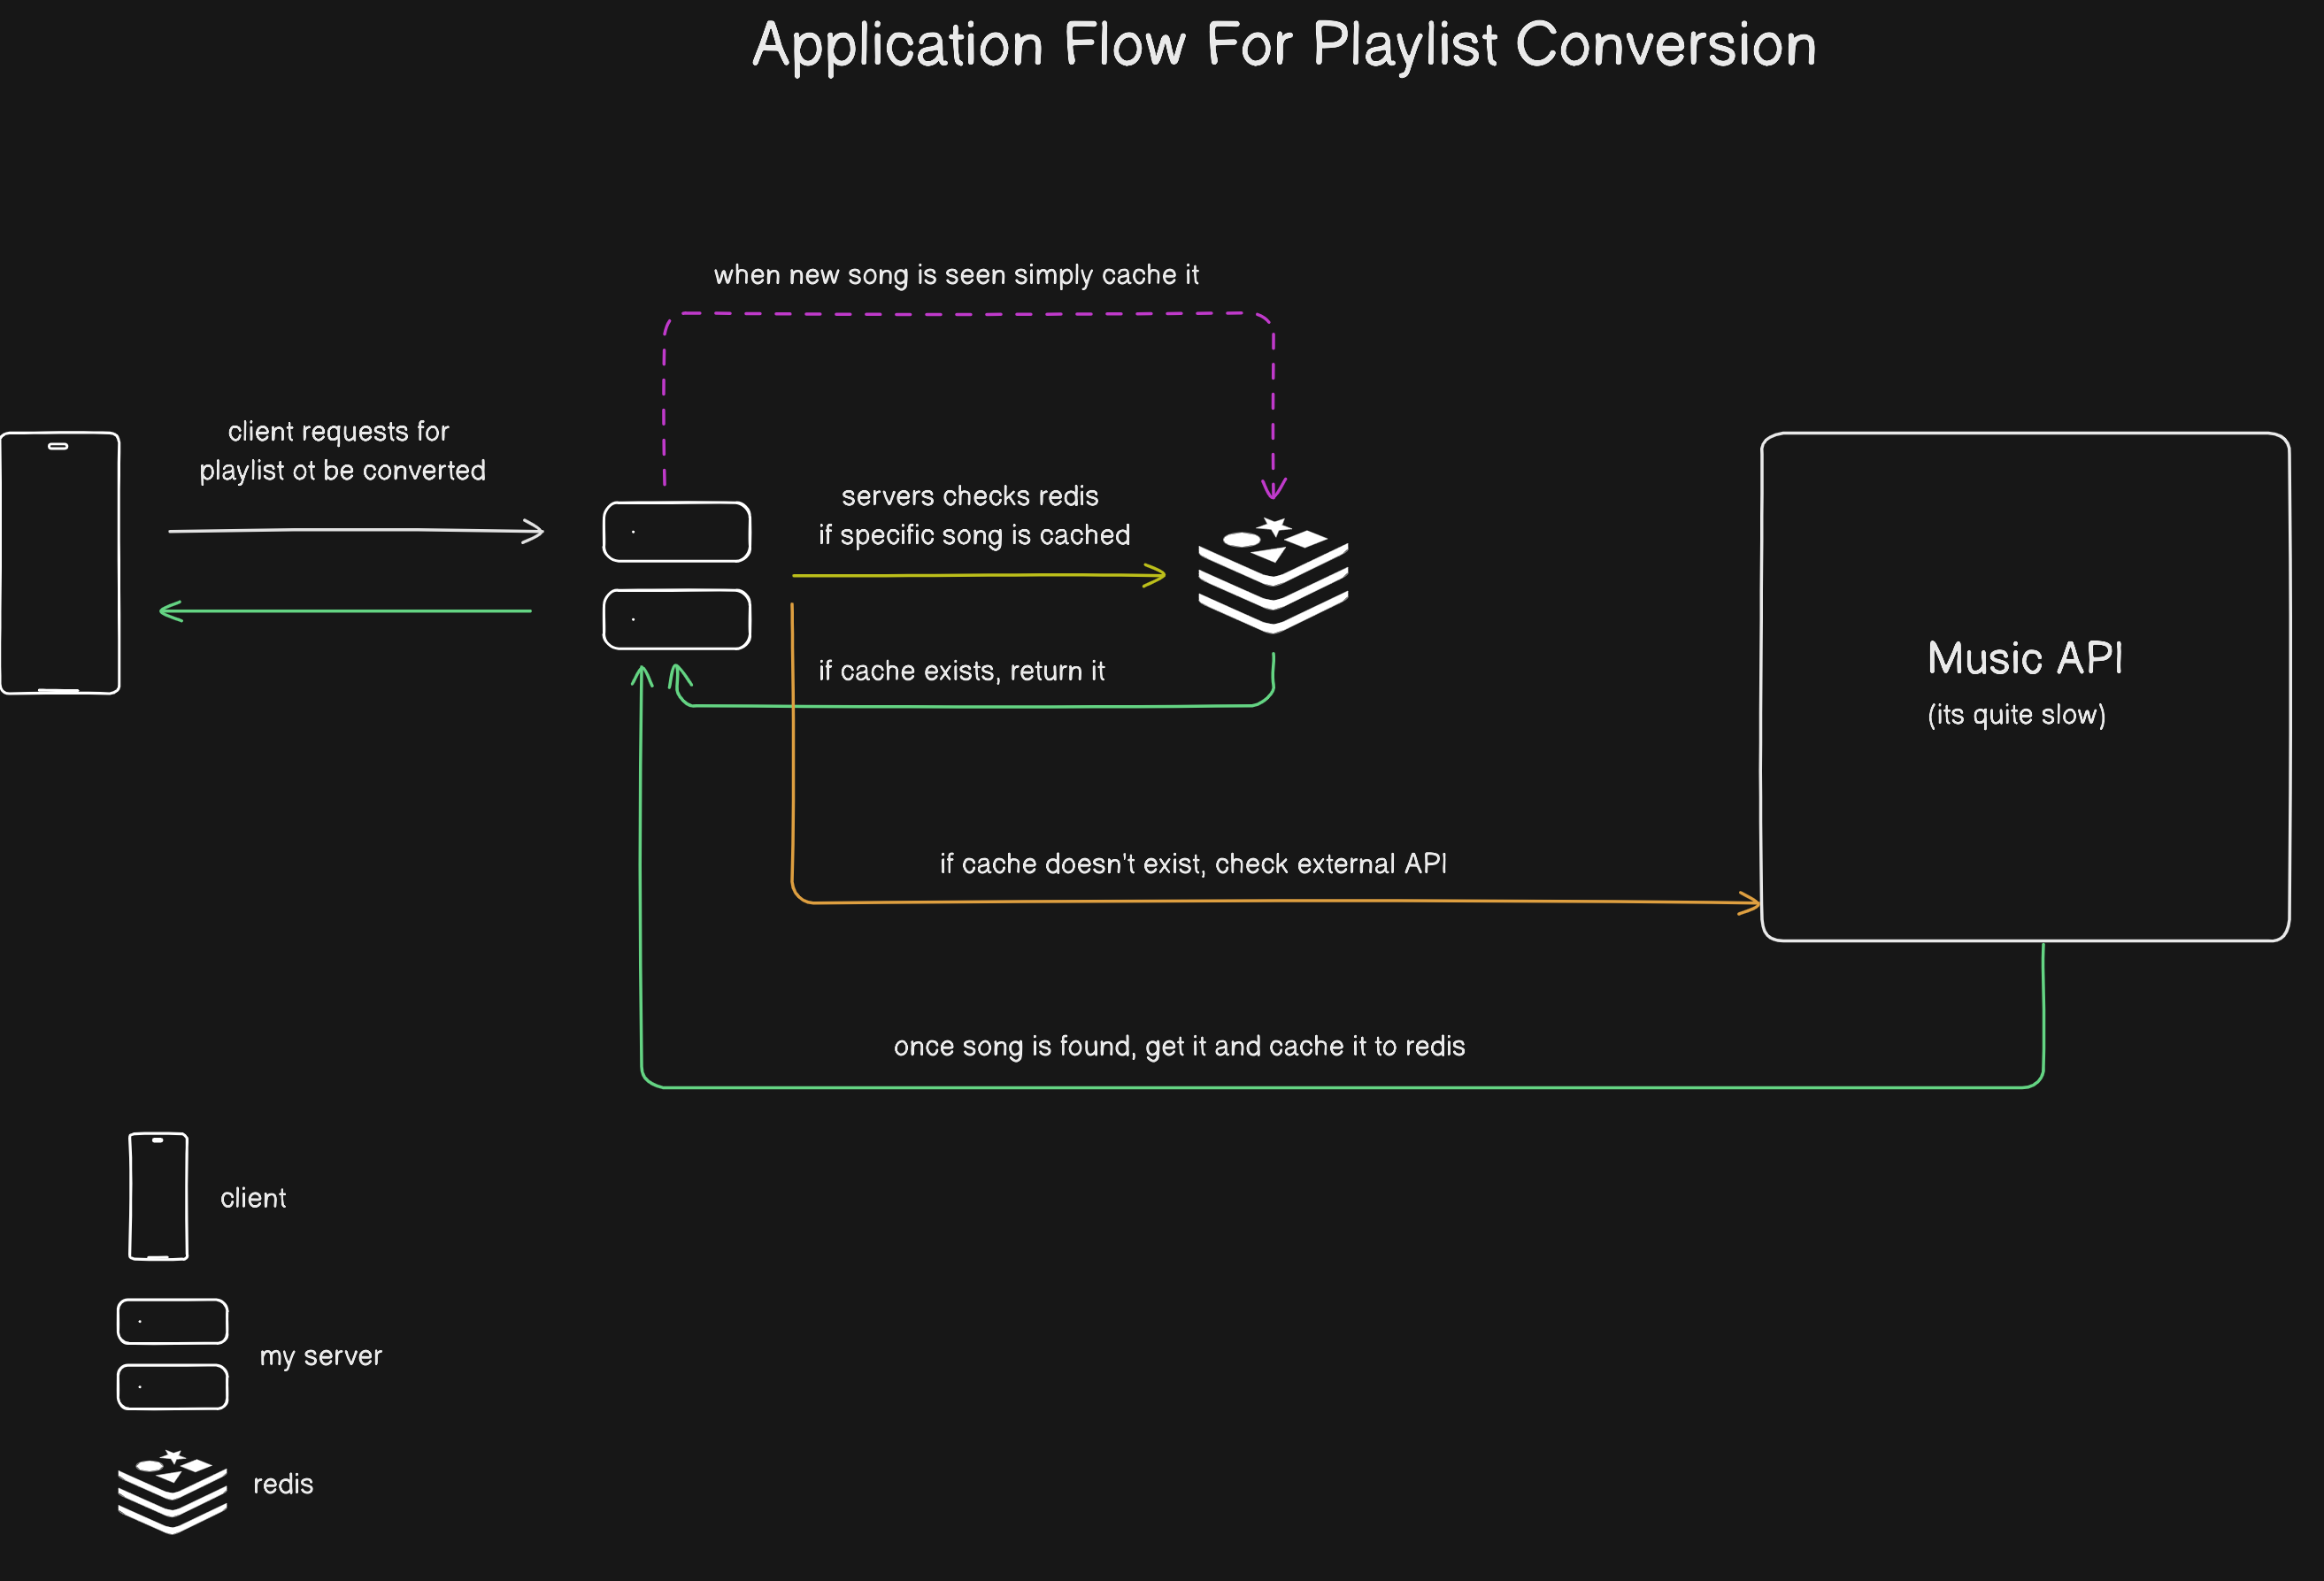 Application Flow For Playlist Conversion
when new song is seen simply cache it
client requests for
playlist ot be converted
servers checks redis
if specific song is cached
if cache exists, return it
Music API
(its quite slow)
if cache doesn't exist, check external API
once song is found, get it and cache it to redis
client
my server
redis